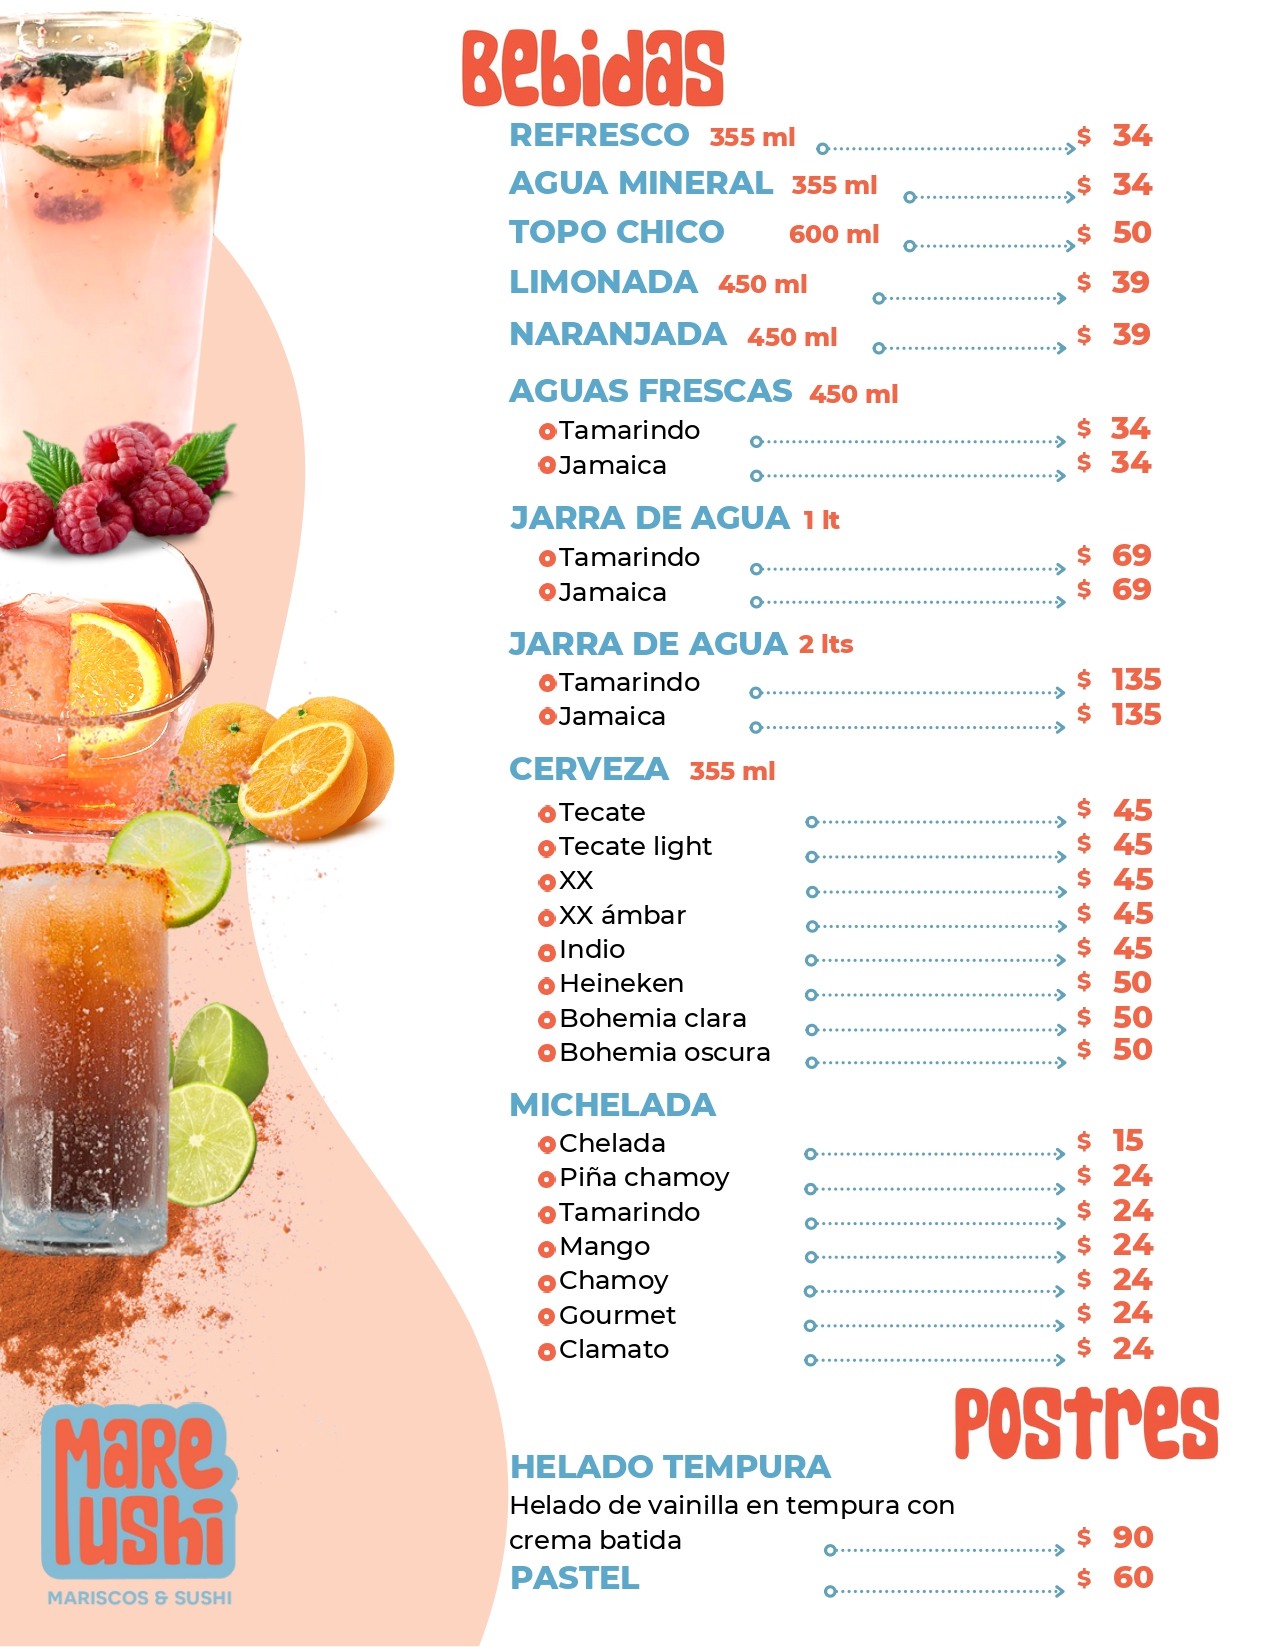 Bebidas
REFRESCO 355 ml $ 34
AGUA MINERAL 355 ml $ 34
TOPO CHICO 600 ml $ 50
LIMONADA 450 ml $ 39
NARANJADA 450 ml $ 39
AGUAS FRESCAS 450 ml
Tamarindo $ 34
Jamaica $ 34
JARRA DE AGUA 1 lt
Tamarindo $ 69
Jamaica $ 69
JARRA DE AGUA 2 lts
Tamarindo $ 135
Jamaica $ 135
CERVEZA 355 ml
Tecate $ 45
Tecate light $ 45
XX $ 45
XX ámbar $ 45
Indio $ 45
Heineken $ 50
Bohemia clara $ 50
Bohemia oscura $ 50
MICHELADA
Chelada $ 15
Piña chamoy $ 24
Tamarindo $ 24
Mango $ 24
Chamoy $ 24
Gourmet $ 24
Clamato $ 24
Postres
HELADO TEMPURA
Helado de vainilla en tempura con
crema batida $ 90
PASTEL $ 60
Mare
ushi
MARISCOS & SUSHI